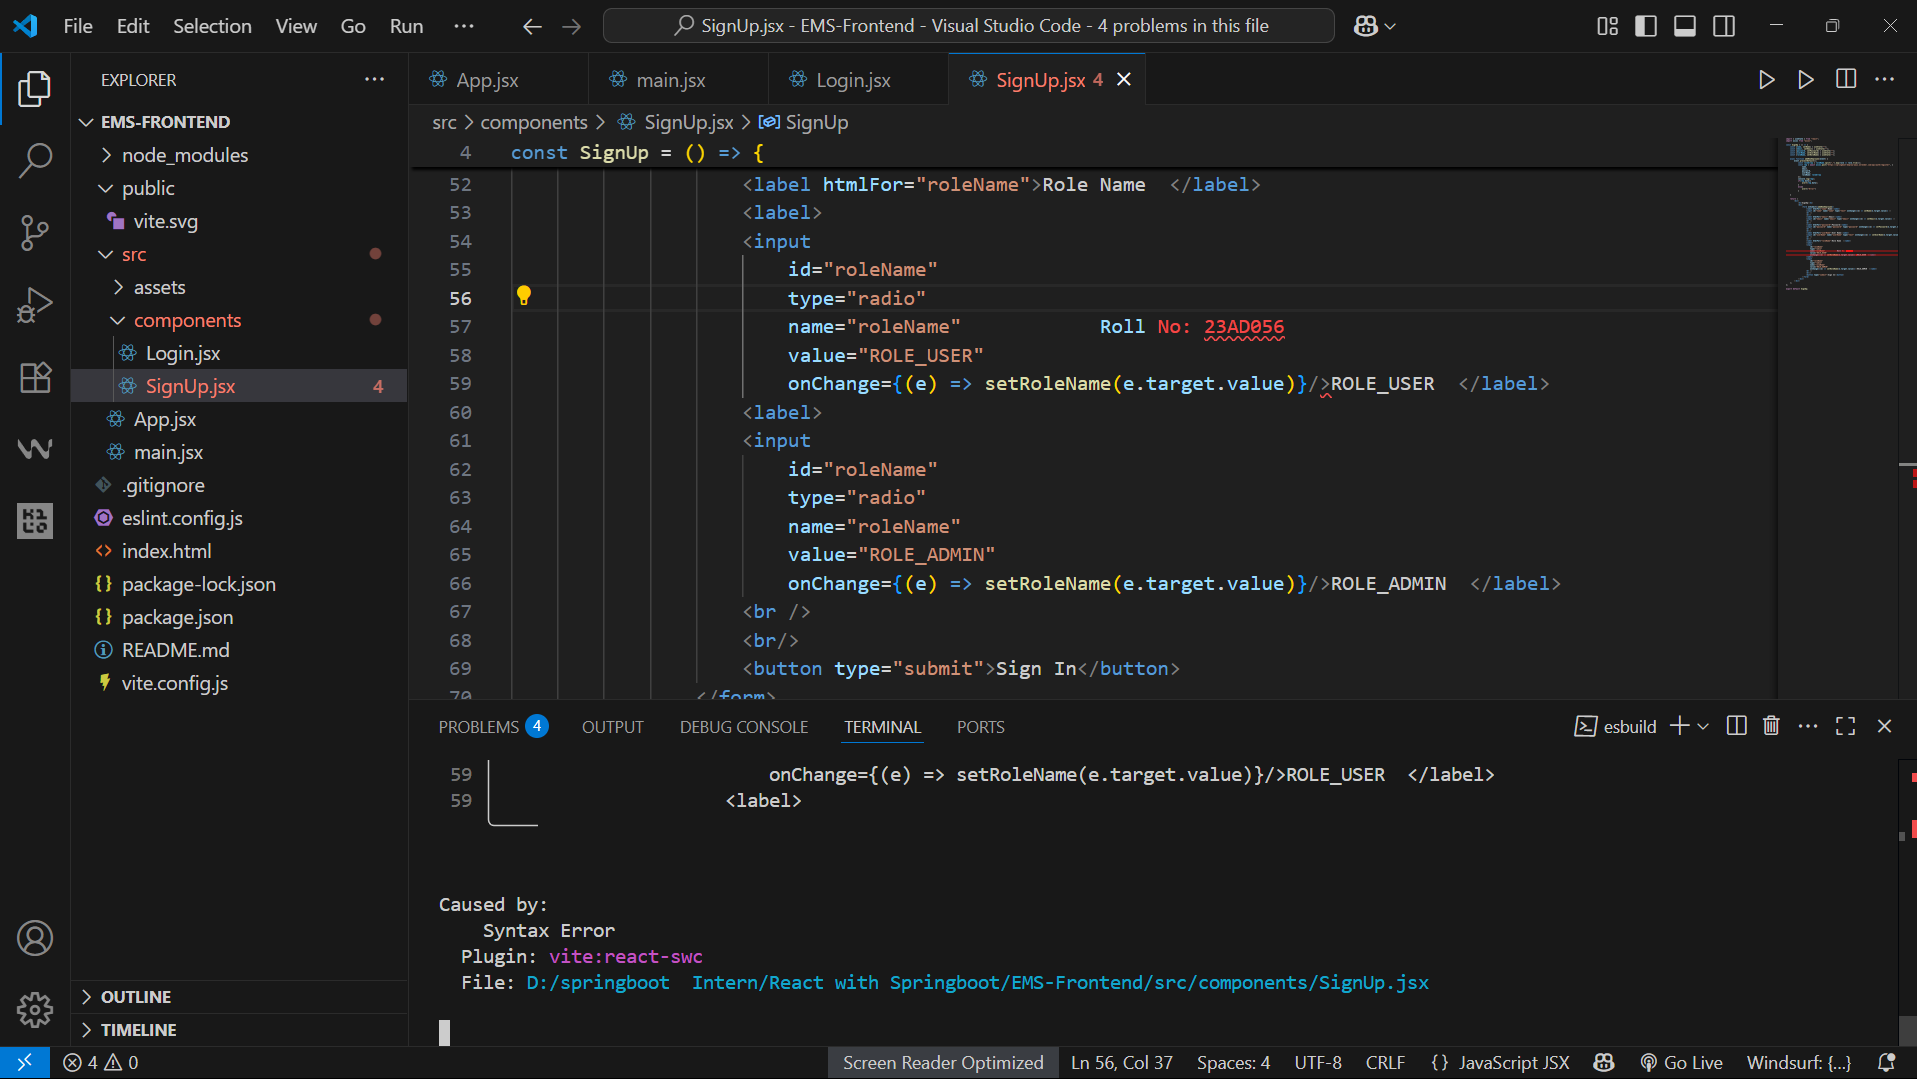 File Edit Selection View Go Run ··· SignUp.jsx - EMS-Frontend - Visual Studio Code - 4 problems in this file
EXPLORER
EMS-FRONTEND
node_modules
public
vite.svg
src
assets
components
Login.jsx
SignUp.jsx 4
App.jsx
main.jsx
.gitignore
eslint.config.js
index.html
package-lock.json
package.json
README.md
vite.config.js
OUTLINE
TIMELINE
App.jsx main.jsx Login.jsx SignUp.jsx 4
src > components > SignUp.jsx > SignUp
4 const SignUp = () => {
52 <label htmlFor="roleName">Role Name </label>
53 <label>
54 <input
55 id="roleName"
56 type="radio"
57 name="roleName" Roll No: 23AD056
58 value="ROLE_USER"
59 onChange={(e) => setRoleName(e.target.value)}/>ROLE_USER </label>
60 <label>
61 <input
62 id="roleName"
63 type="radio"
64 name="roleName"
65 value="ROLE_ADMIN"
66 onChange={(e) => setRoleName(e.target.value)}/>ROLE_ADMIN </label>
67 <br />
68 <br/>
69 <button type="submit">Sign In</button>
70 </form>
PROBLEMS 4 OUTPUT DEBUG CONSOLE TERMINAL PORTS esbuild
59 onChange={(e) => setRoleName(e.target.value)}/>ROLE_USER </label>
59 <label>
Caused by:
Syntax Error
Plugin: vite:react-swc
File: D:/springboot Intern/React with Springboot/EMS-Frontend/src/components/SignUp.jsx
4 0 Screen Reader Optimized Ln 56, Col 37 Spaces: 4 UTF-8 CRLF {} JavaScript JSX Go Live Windsurf: {...}